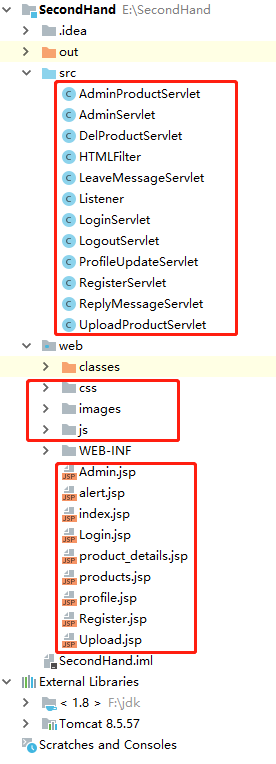 SecondHand E:\SecondHand
.idea
out
src
AdminProductServlet
AdminServlet
DelProductServlet
HTMLFilter
LeaveMessageServlet
Listener
LoginServlet
LogoutServlet
ProfileUpdateServlet
RegisterServlet
ReplyMessageServlet
UploadProductServlet
web
classes
css
images
js
WEB-INF
Admin.jsp
alert.jsp
index.jsp
Login.jsp
product_details.jsp
products.jsp
profile.jsp
Register.jsp
Upload.jsp
SecondHand.iml
External Libraries
< 1.8 > F:\jdk
Tomcat 8.5.57
Scratches and Consoles